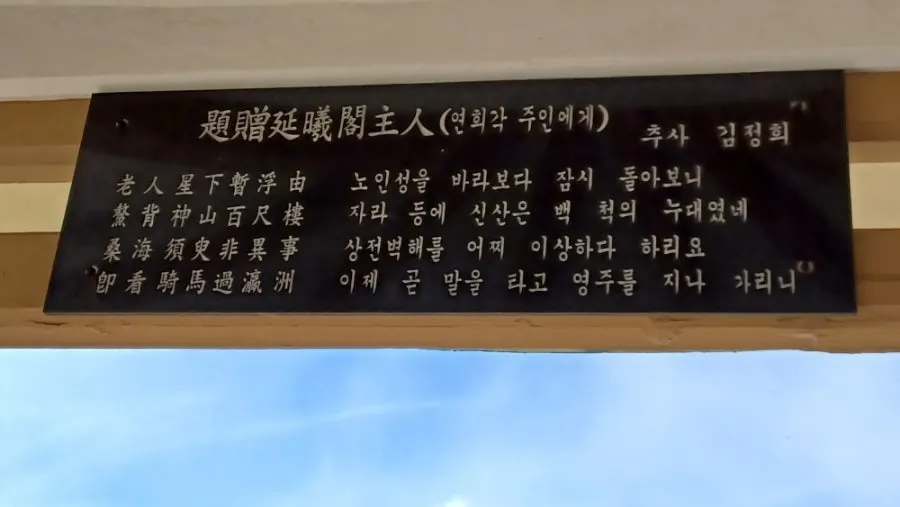 題贈延曦閣主人(연희각 주인에게)
추사 김정희
老人星下暫浮由 노인성을 바라보다 잠시 돌아보니
鰲背神山百尺樓 자라 등에 신산은 백 척의 누대였네
桑海須臾非異事 상전벽해를 어찌 이상하다 하리요
卽看騎馬過瀛洲 이제 곧 말을 타고 영주를 지나 가리니